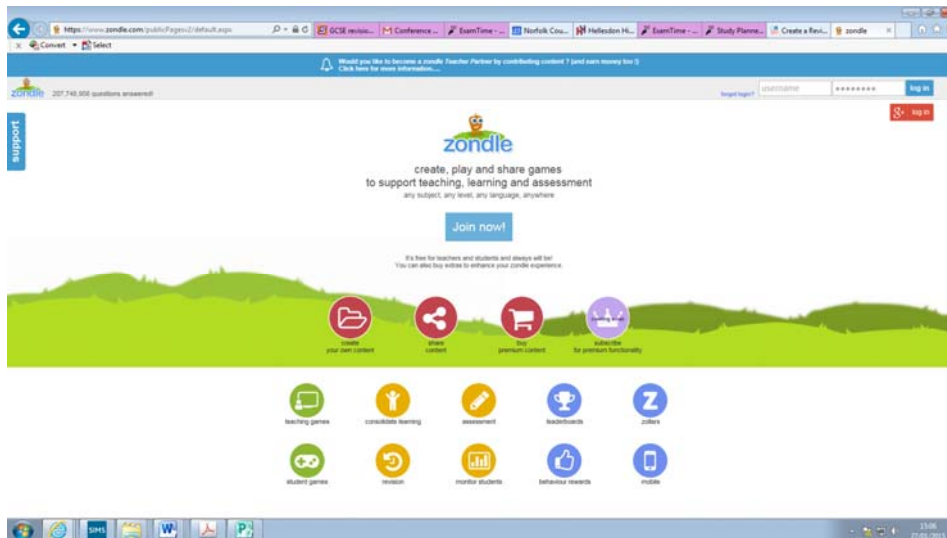 https://www.zondle.com/publicPagesv2/default.aspx
GCSE revisio...
Conference ...
ExamTime - ...
Norfolk Cou...
Hellesdon Hi...
ExamTime - ...
Study Planne...
Create a Revi...
zondle
Convert
Select
Would you like to become a zondle Teacher Partner by contributing content ? (and earn money too !)
Click here for more information....
zondle
questions answered!
forgot login?
username
log in
log in
support
zondle
create, play and share games
to support teaching, learning and assessment
any subject, any level, any language, anywhere
Join now!
It's free for teachers and students and always will be!
You can also buy extras to enhance your zondle experience.
create
your own content
share
content
buy
premium content
subscribe
for premium functionality
teaching games
consolidate learning
assessment
leaderboards
zollars
student games
revision
monitor students
behaviour rewards
mobile
SIMS
15:06
27/01/2015